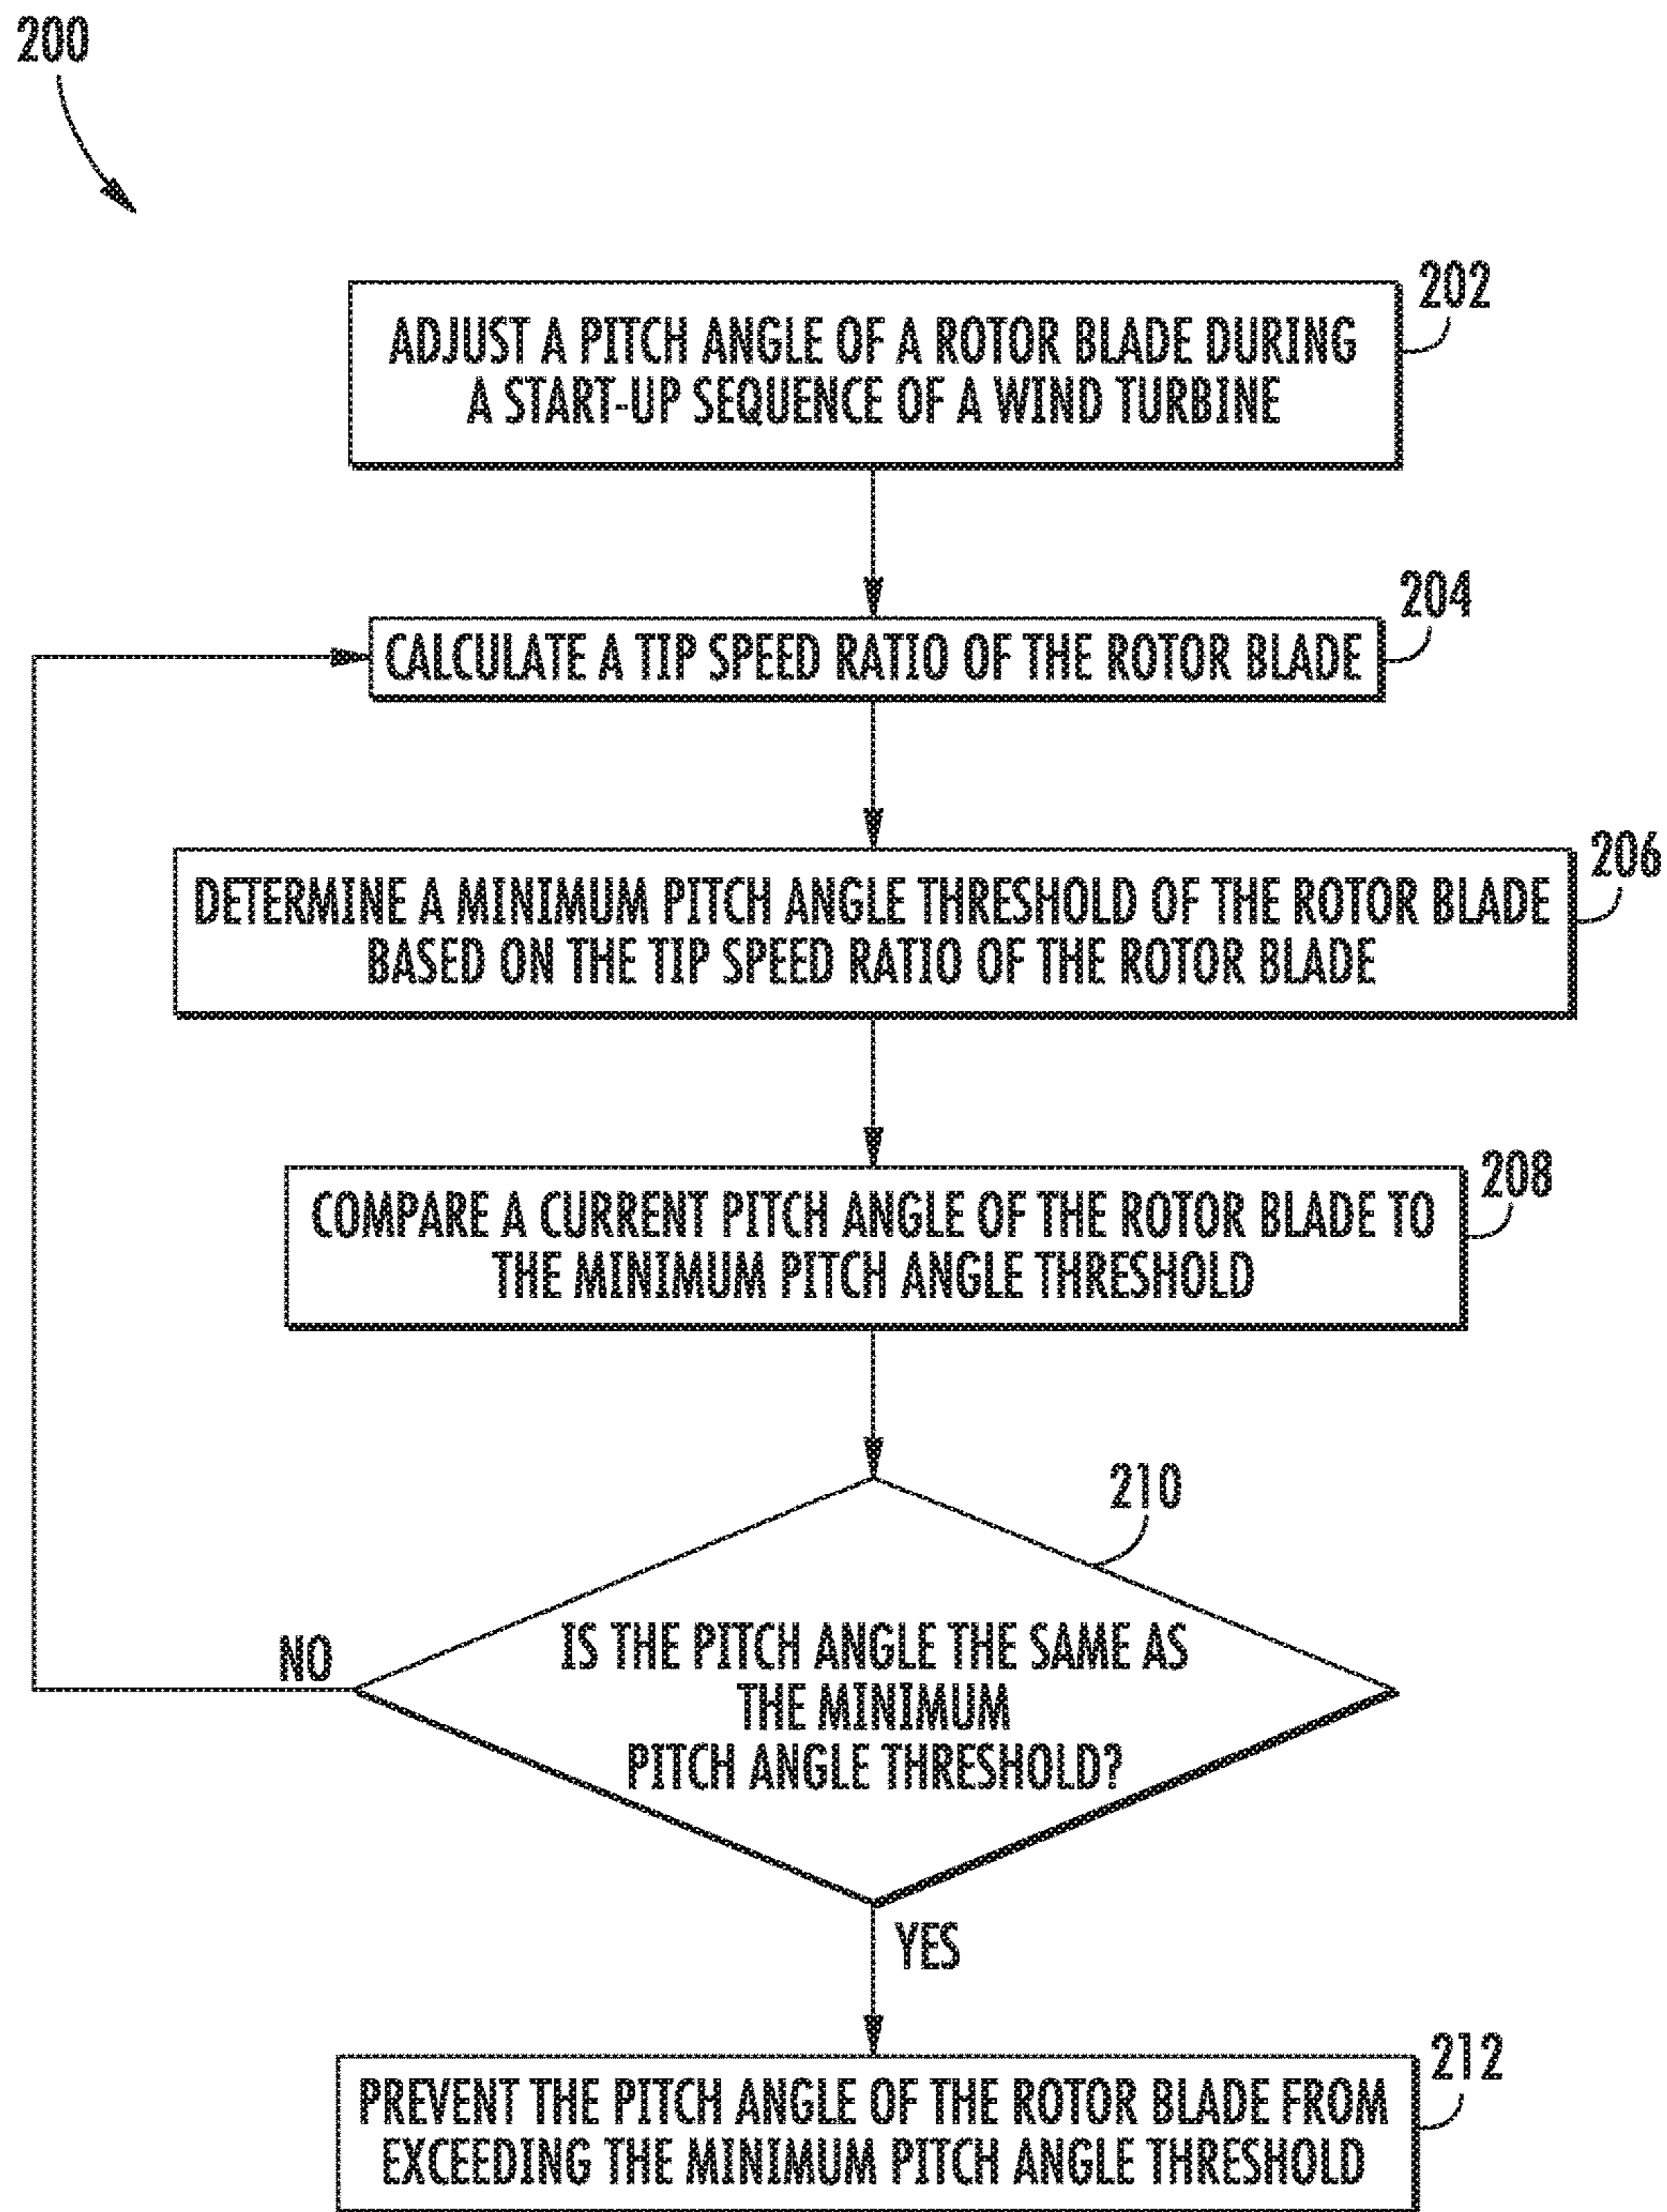 200
202
ADJUST A PITCH ANGLE OF A ROTOR BLADE DURING
A START-UP SEQUENCE OF A WIND TURBINE
204
CALCULATE A TIP SPEED RATIO OF THE ROTOR BLADE
206
DETERMINE A MINIMUM PITCH ANGLE THRESHOLD OF THE ROTOR BLADE
BASED ON THE TIP SPEED RATIO OF THE ROTOR BLADE
208
COMPARE A CURRENT PITCH ANGLE OF THE ROTOR BLADE TO
THE MINIMUM PITCH ANGLE THRESHOLD
210
IS THE PITCH ANGLE THE SAME AS
THE MINIMUM
PITCH ANGLE THRESHOLD?
NO
YES
212
PREVENT THE PITCH ANGLE OF THE ROTOR BLADE FROM
EXCEEDING THE MINIMUM PITCH ANGLE THRESHOLD